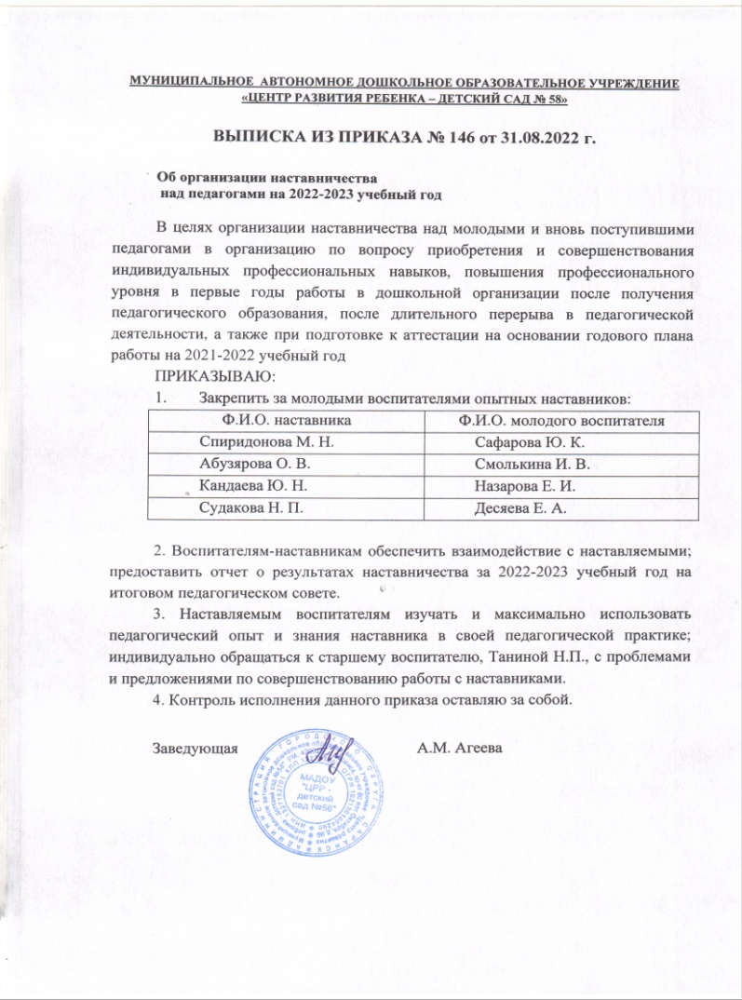 МУНИЦИПАЛЬНОЕ АВТОНОМНОЕ ДОШКОЛЬНОЕ ОБРАЗОВАТЕЛЬНОЕ УЧРЕЖДЕНИЕ
«ЦЕНТР РАЗВИТИЯ РЕБЕНКА – ДЕТСКИЙ САД № 58»
ВЫПИСКА ИЗ ПРИКАЗА № 146 от 31.08.2022 г.
Об организации наставничества
над педагогами на 2022-2023 учебный год
В целях организации наставничества над молодыми и вновь поступившими
педагогами в организацию по вопросу приобретения и совершенствования
индивидуальных профессиональных навыков, повышения профессионального
уровня в первые годы работы в дошкольной организации после получения
педагогического образования, после длительного перерыва в педагогической
деятельности, а также при подготовке к аттестации на основании годового плана
работы на 2021-2022 учебный год
ПРИКАЗЫВАЮ:
1. Закрепить за молодыми воспитателями опытных наставников:
Ф.И.О. наставника Ф.И.О. молодого воспитателя
Спиридонова М. Н. Сафарова Ю. К.
Абузярова О. В. Смолькина И. В.
Кандаева Ю. Н. Назарова Е. И.
Судакова Н. П. Десяева Е. А.
2. Воспитателям-наставникам обеспечить взаимодействие с наставляемыми;
предоставить отчет о результатах наставничества за 2022-2023 учебный год на
итоговом педагогическом совете.
3. Наставляемым воспитателям изучать и максимально использовать
педагогический опыт и знания наставника в своей педагогической практике;
индивидуально обращаться к старшему воспитателю, Таниной Н.П., с проблемами
и предложениями по совершенствованию работы с наставниками.
4. Контроль исполнения данного приказа оставляю за собой.
Заведующая А.М. Агеева
МАДОУ
"ЦРР -
детский
сад №58"